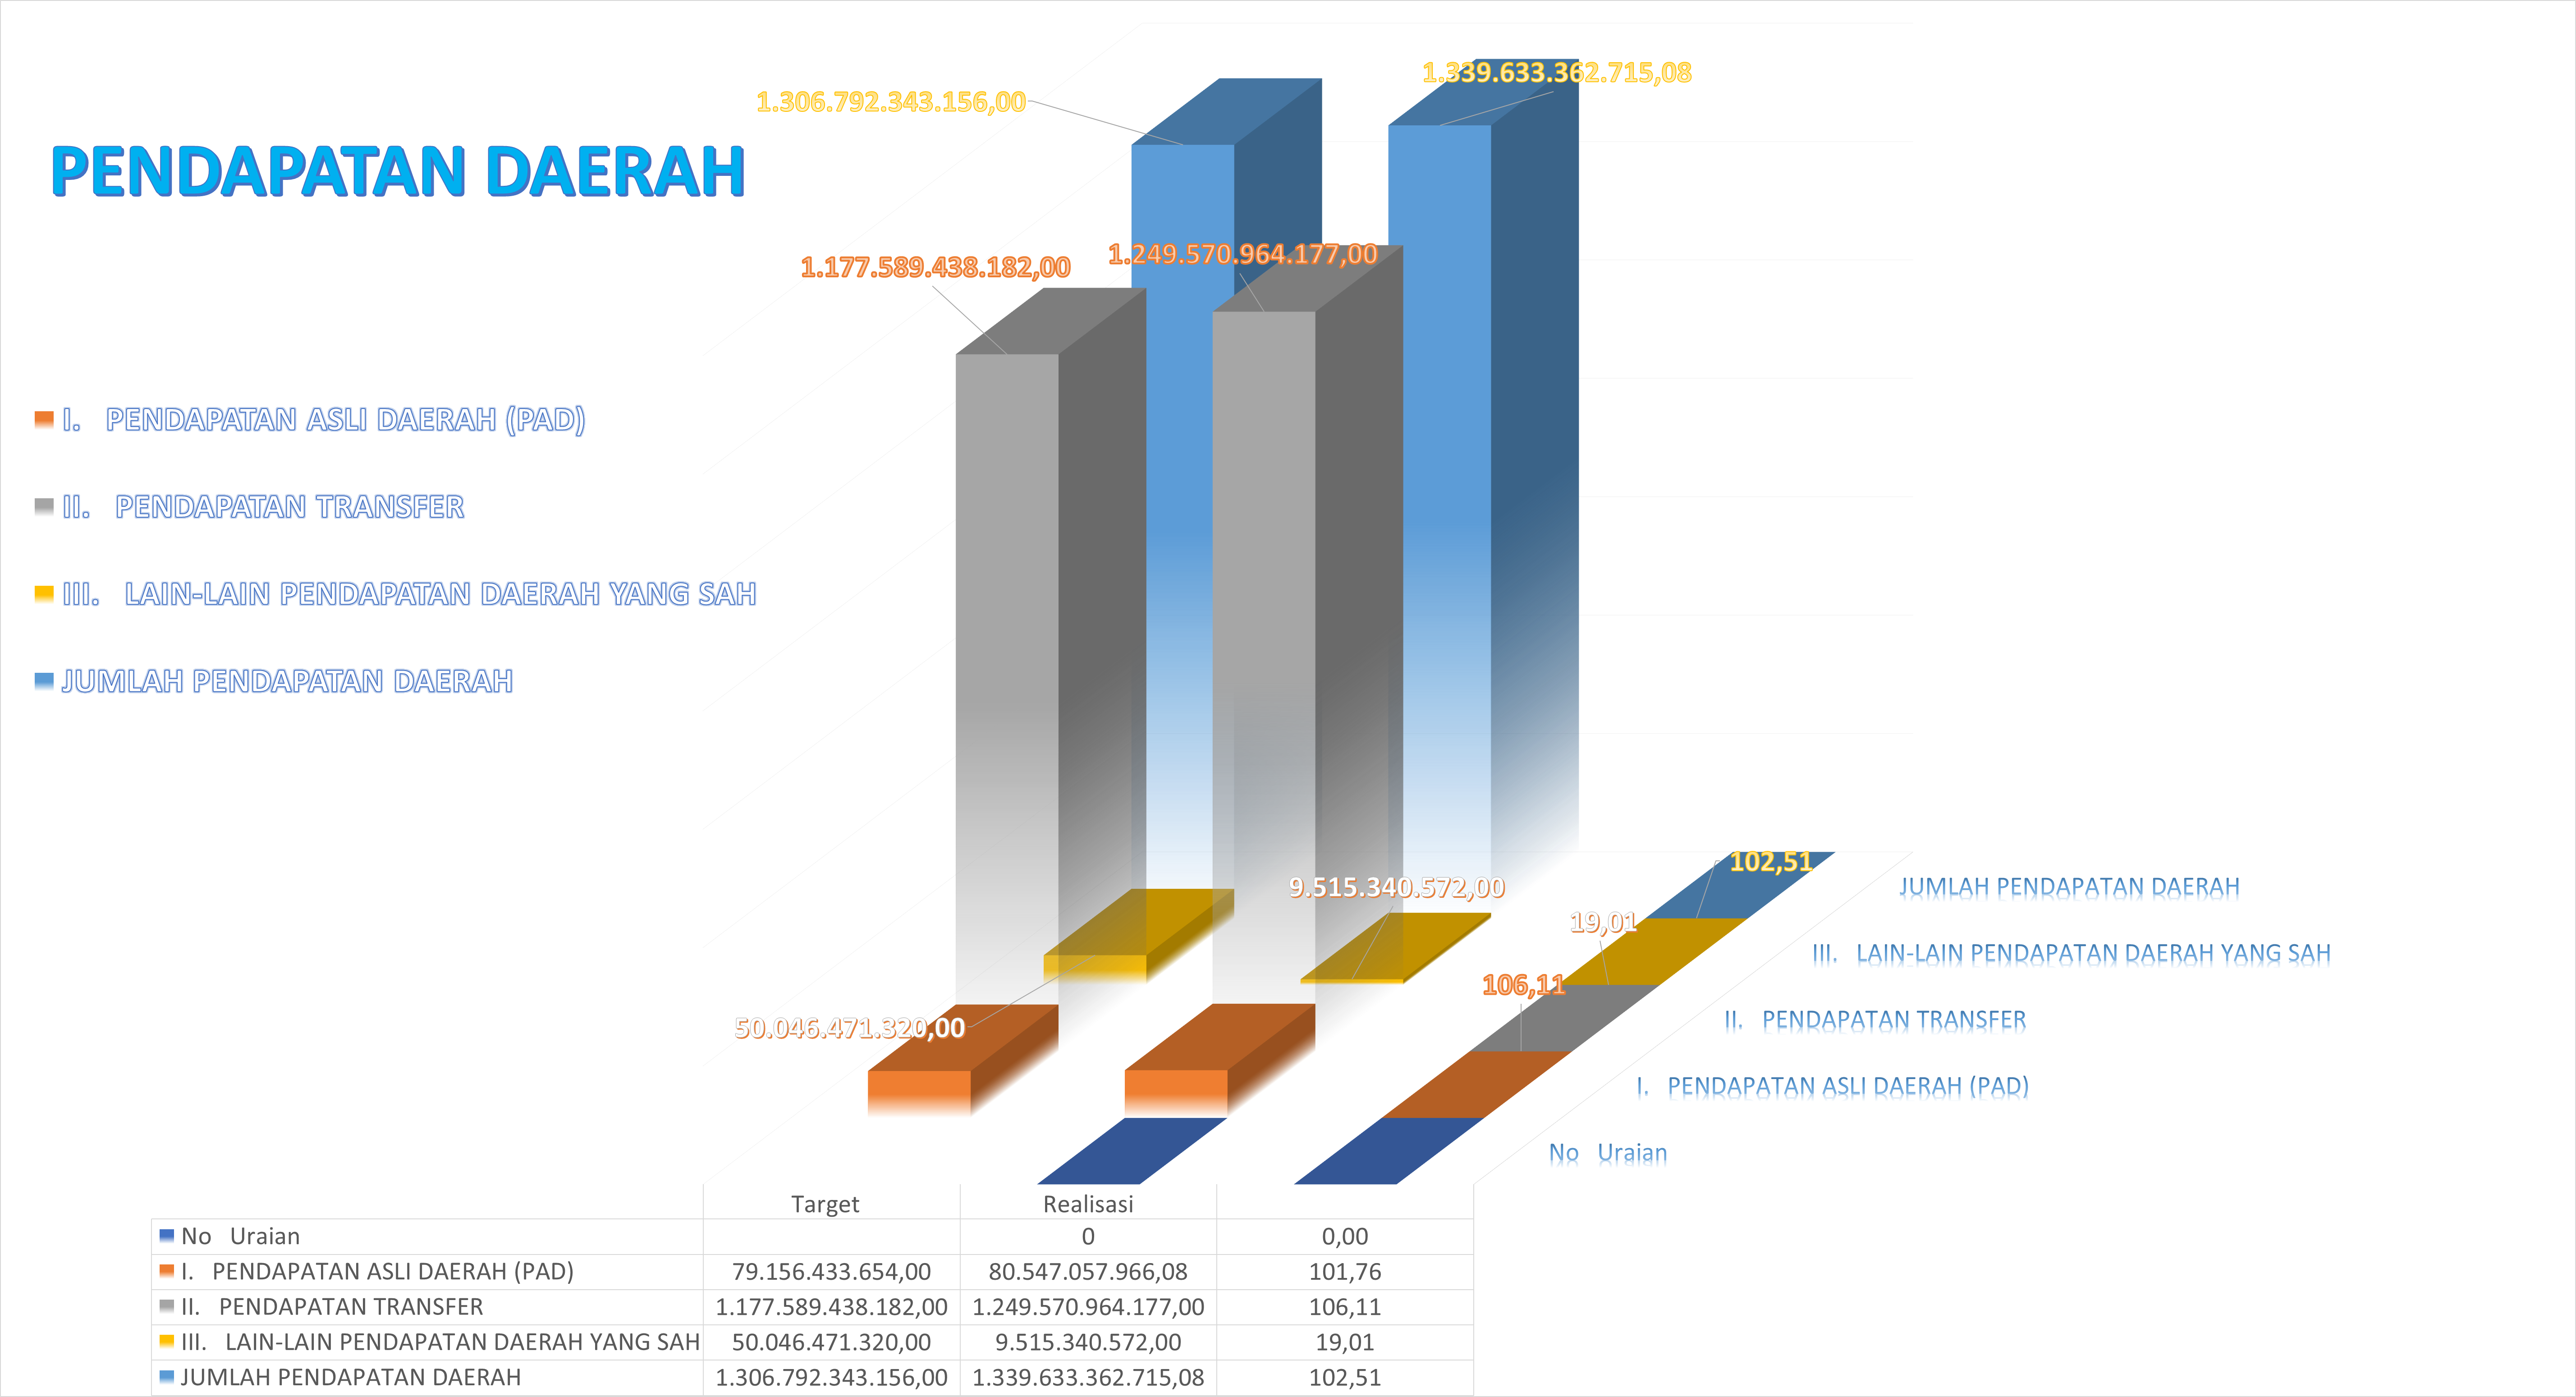 PENDAPATAN DAERAH
I. PENDAPATAN ASLI DAERAH (PAD)
II. PENDAPATAN TRANSFER
III. LAIN-LAIN PENDAPATAN DAERAH YANG SAH
JUMLAH PENDAPATAN DAERAH
1.306.792.343.156,00
1.339.633.362.715,08
1.177.589.438.182,00
1.249.570.964.177,00
9.515.340.572,00
50.046.471.320,00
102,51
19,01
106,11
JUMLAH PENDAPATAN DAERAH
III. LAIN-LAIN PENDAPATAN DAERAH YANG SAH
II. PENDAPATAN TRANSFER
I. PENDAPATAN ASLI DAERAH (PAD)
No Uraian
Target Realisasi
No Uraian 0 0,00
I. PENDAPATAN ASLI DAERAH (PAD) 79.156.433.654,00 80.547.057.966,08 101,76
II. PENDAPATAN TRANSFER 1.177.589.438.182,00 1.249.570.964.177,00 106,11
III. LAIN-LAIN PENDAPATAN DAERAH YANG SAH 50.046.471.320,00 9.515.340.572,00 19,01
JUMLAH PENDAPATAN DAERAH 1.306.792.343.156,00 1.339.633.362.715,08 102,51